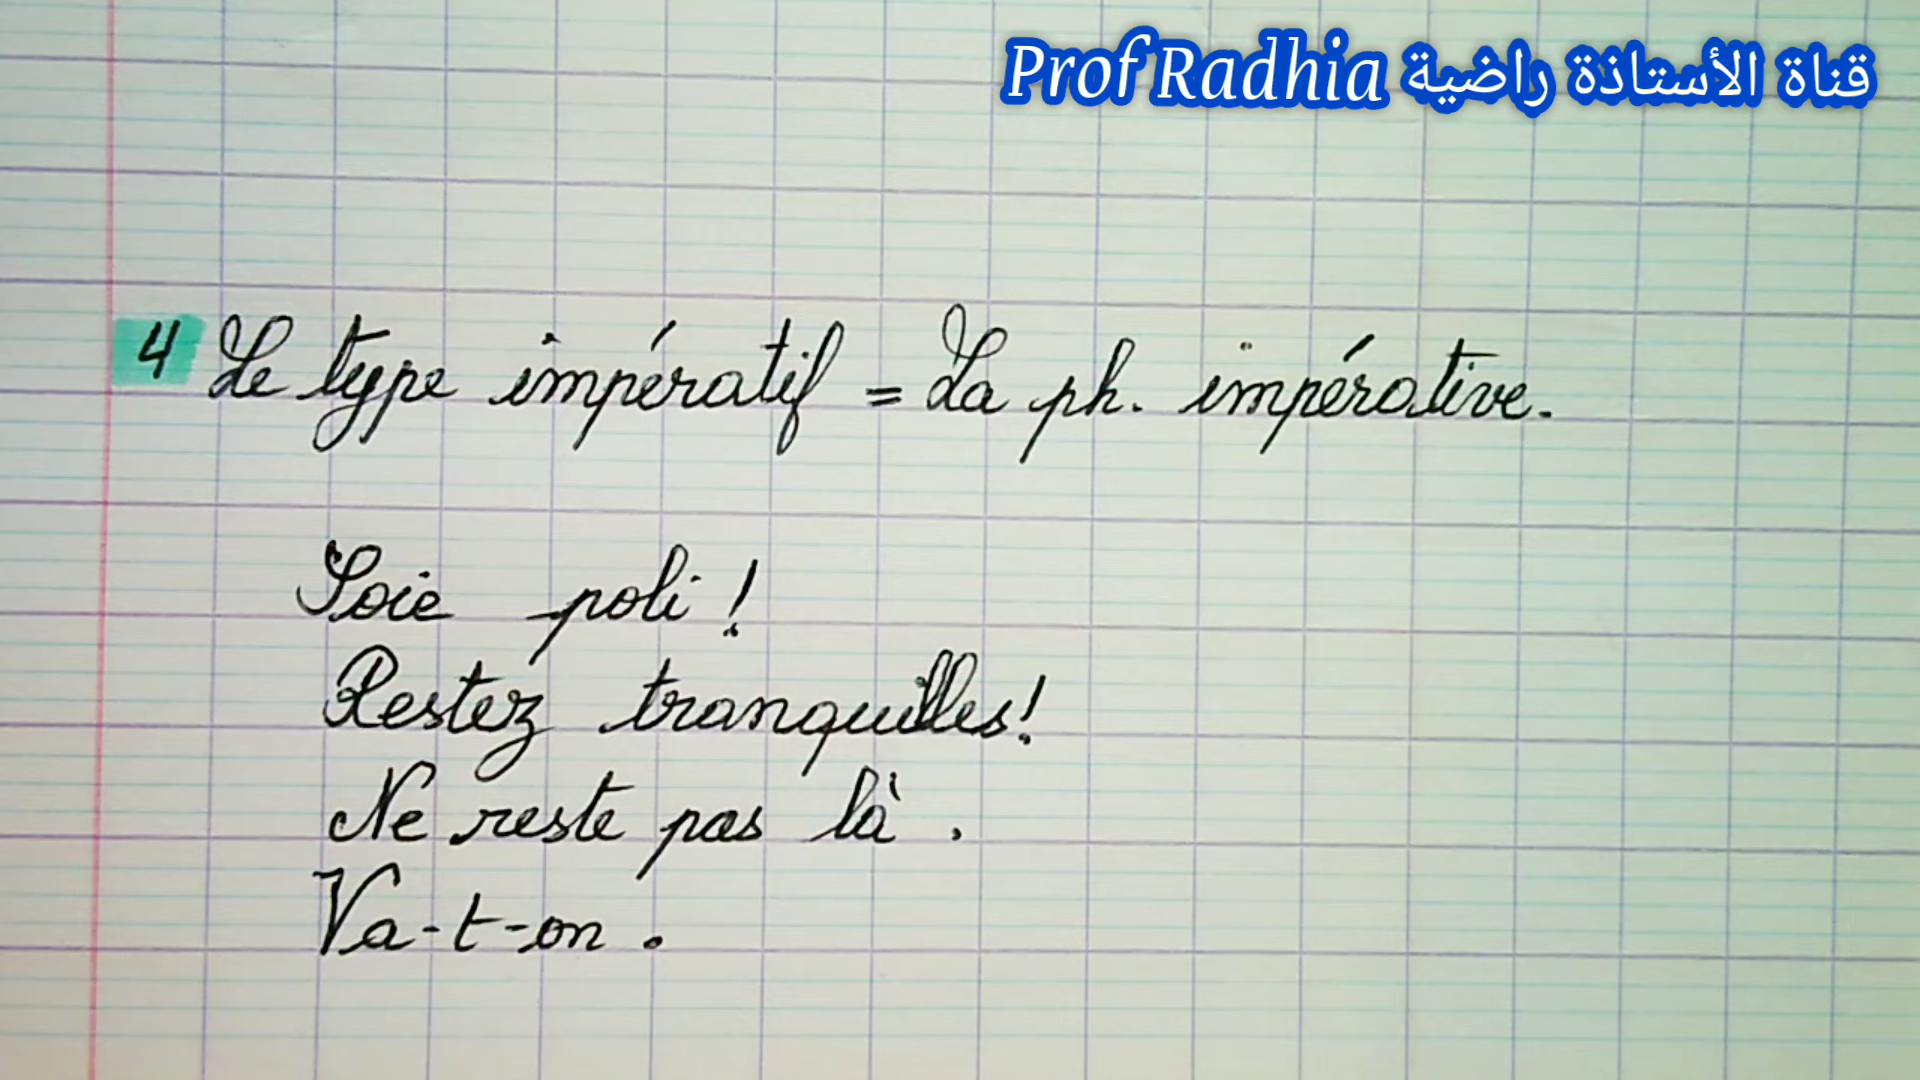 Prof Radhia قناة الأستاذة راضية
4 Le type impératif = La ph. impérative.
Soie poli !
Restez tranquilles!
Ne reste pas là .
Va-t-on .